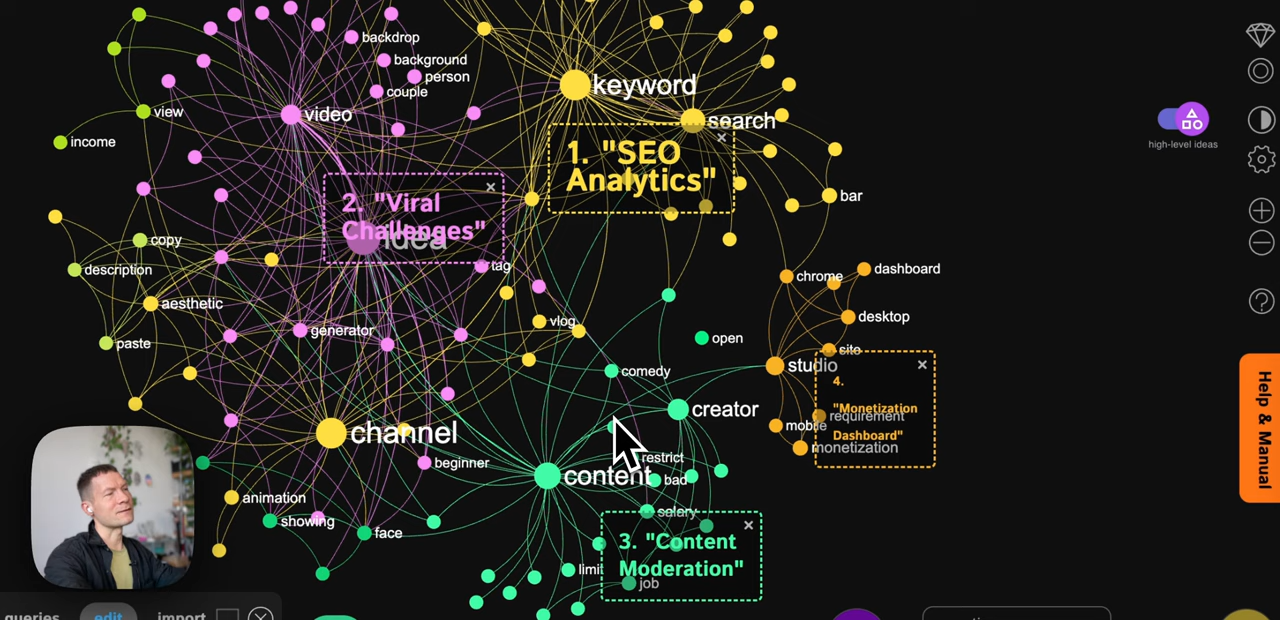 backdrop
background
person
couple
keyword
video
search
view
income
high-level ideas
1. "SEO
Analytics"
bar
2. "Viral
Challenges"
idea
copy
tag
description
chrome
dashboard
aesthetic
desktop
vlog
generator
open
paste
site
studio
comedy
4.
"Monetization
Dashboard"
creator
requirement
mobile
channel
monetization
restrict
beginner
content
bad
animation
salary
showing
face
3. "Content
Moderation"
limit
job
Help & Manual
queries
edit
import